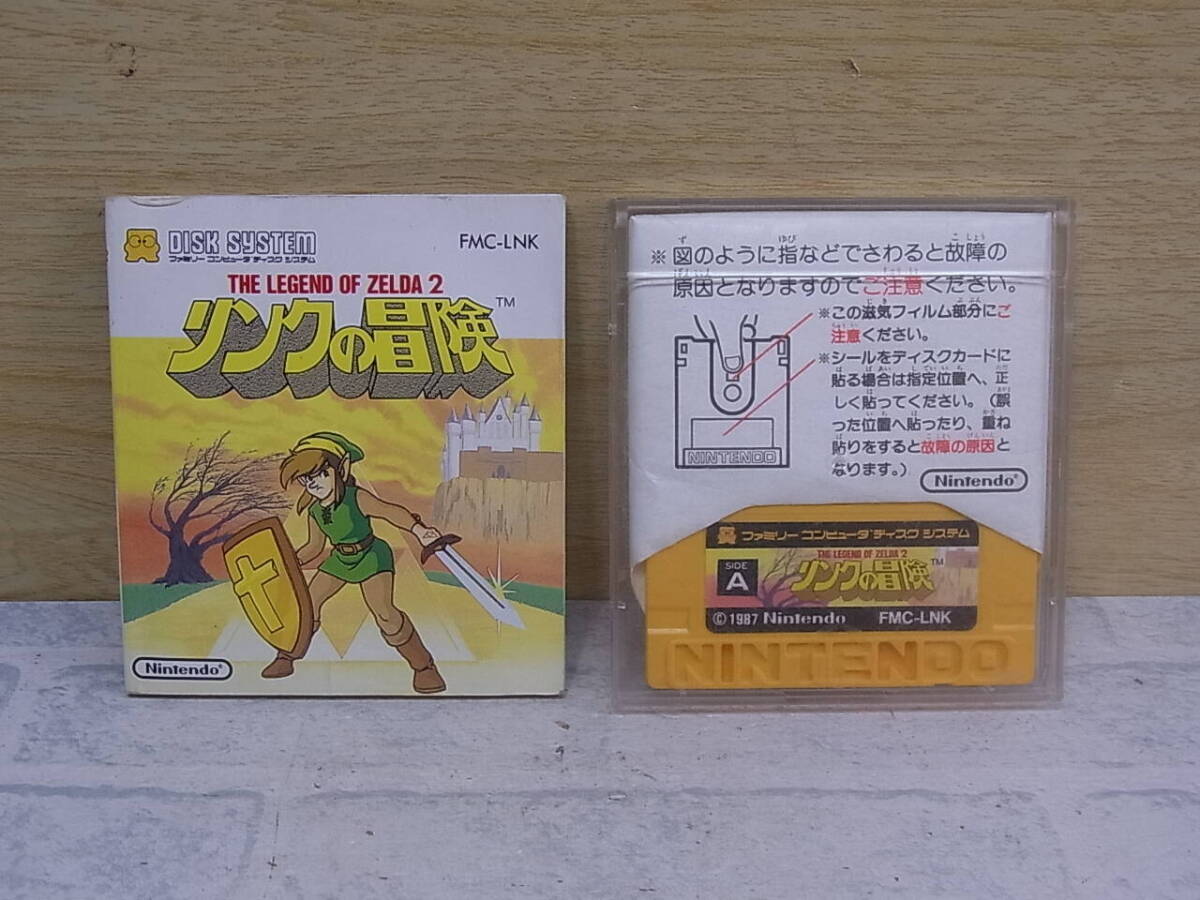 DISK SYSTEM
ファミリー コンピュータ ディスク システム
FMC-LNK
THE LEGEND OF ZELDA 2
リンクの冒険™
Nintendo®
※図のように指などでさわると故障の
原因となりますのでご注意ください。
※この滋気フィルム部分にご
注意ください。
※シールをディスクカードに
貼る場合は指定位置へ、正
しく貼ってください。(誤
った位置へ貼ったり、重ね
貼りをすると故障の原因と
なります。)
NINTENDO
Nintendo®
ファミリー コンピュータ ディスク システム
THE LEGEND OF ZELDA 2
SIDE
A
リンクの冒険™
©1987 Nintendo
FMC-LNK
NINTENDO